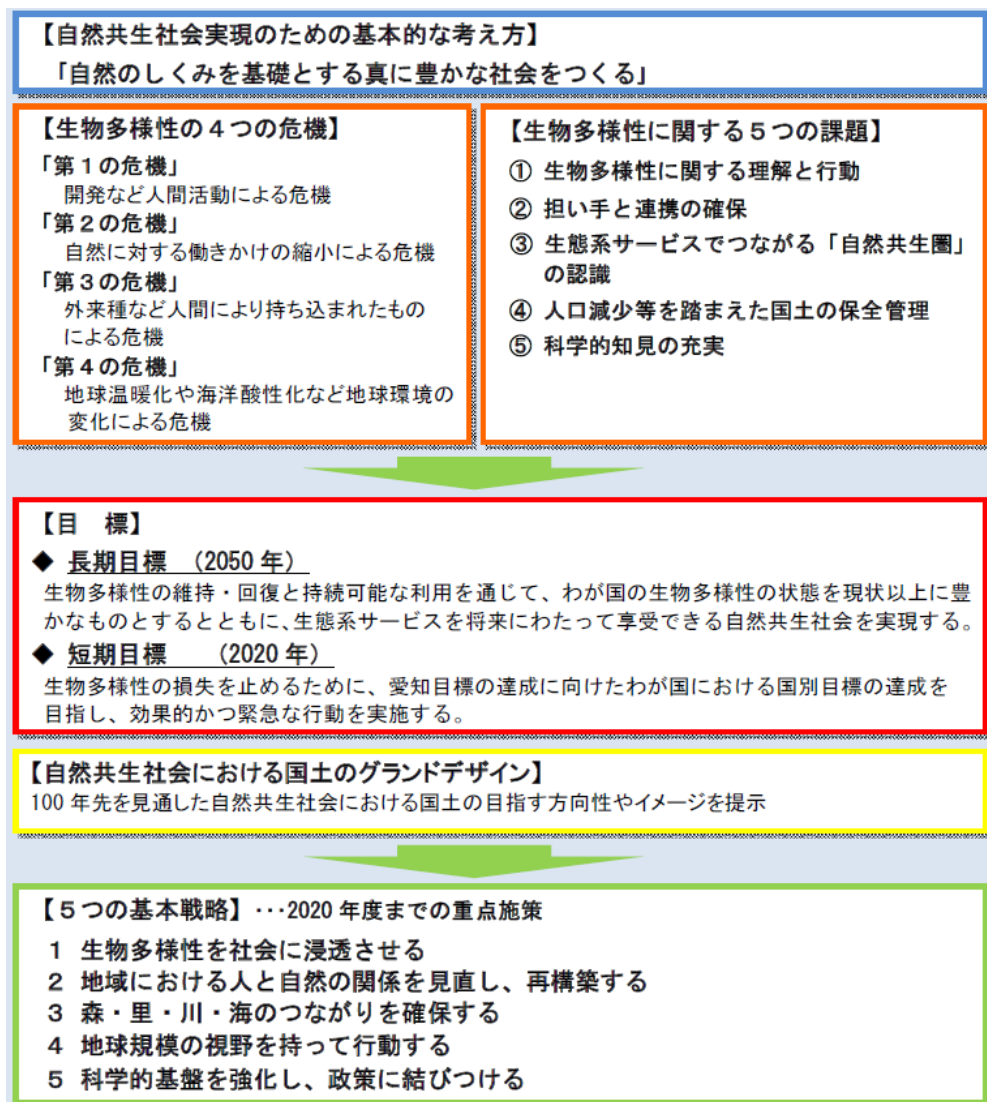 【自然共生社会実現のための基本的な考え方】
「自然のしくみを基礎とする真に豊かな社会をつくる」
【生物多様性の４つの危機】
「第１の危機」
開発など人間活動による危機
「第２の危機」
自然に対する働きかけの縮小による危機
「第３の危機」
外来種など人間により持ち込まれたもの
による危機
「第４の危機」
地球温暖化や海洋酸性化など地球環境の
変化による危機
【生物多様性に関する５つの課題】
① 生物多様性に関する理解と行動
② 担い手と連携の確保
③ 生態系サービスでつながる「自然共生圏」
の認識
④ 人口減少等を踏まえた国土の保全管理
⑤ 科学的知見の充実
【目　標】
◆ 長期目標　（2050 年）
生物多様性の維持・回復と持続可能な利用を通じて、わが国の生物多様性の状態を現状以上に豊
かなものとするとともに、生態系サービスを将来にわたって享受できる自然共生社会を実現する。
◆ 短期目標　　（2020 年）
生物多様性の損失を止めるために、愛知目標の達成に向けたわが国における国別目標の達成を
目指し、効果的かつ緊急な行動を実施する。
【自然共生社会における国土のグランドデザイン】
100 年先を見通した自然共生社会における国土の目指す方向性やイメージを提示
【５つの基本戦略】･･･2020 年度までの重点施策
１ 生物多様性を社会に浸透させる
２ 地域における人と自然の関係を見直し、再構築する
３ 森・里・川・海のつながりを確保する
４ 地球規模の視野を持って行動する
５ 科学的基盤を強化し、政策に結びつける